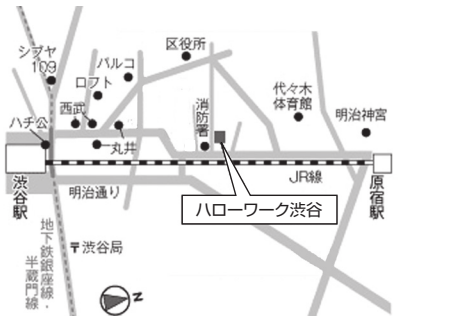 シブヤ
109
ロフト
パルコ
区役所
西武
ハチ公
丸井
消防署
代々木
体育館
明治神宮
渋谷駅
明治通り
JR線
原宿駅
ハローワーク渋谷
〒渋谷局
地下鉄銀座線・
半蔵門線
N